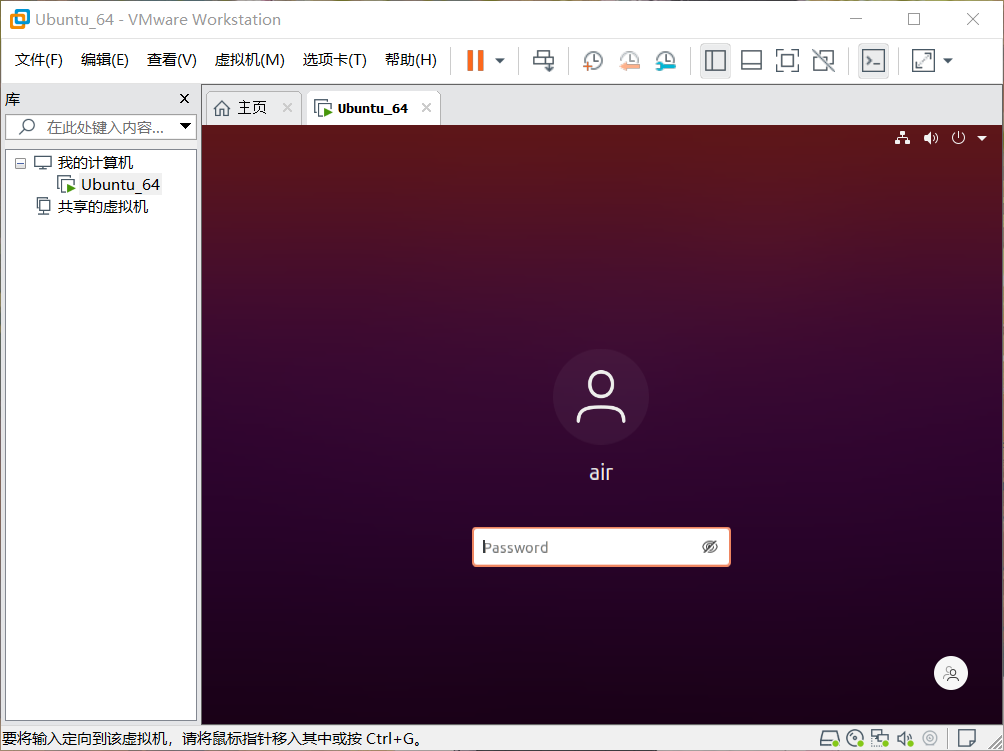 Ubuntu_64 - VMware Workstation
文件(F) 编辑(E) 查看(V) 虚拟机(M) 选项卡(T) 帮助(H)
库
主页 Ubuntu_64
在此处键入内容...
我的计算机
Ubuntu_64
共享的虚拟机
air
Password
要将输入定向到该虚拟机，请将鼠标指针移入其中或按 Ctrl+G。